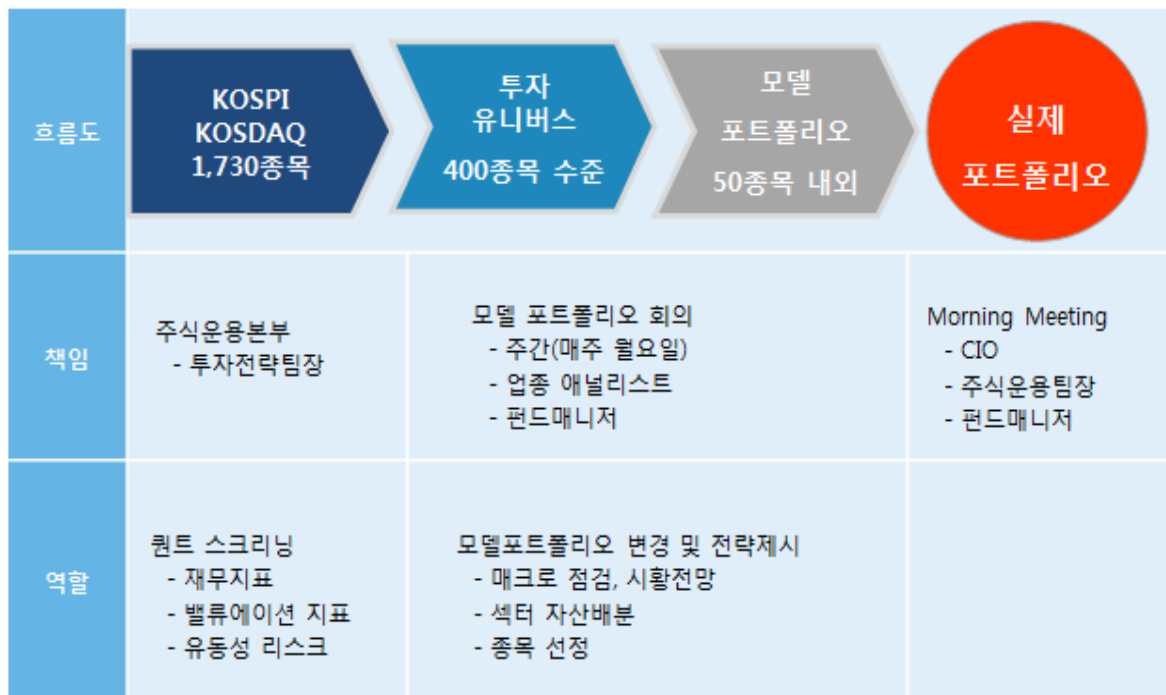 흐름도
KOSPI
KOSDAQ
1,730종목
투자
유니버스
400종목 수준
모델
포트폴리오
50종목 내외
실제
포트폴리오
책임
주식운용본부
- 투자전략팀장
모델 포트폴리오 회의
- 주간(매주 월요일)
- 업종 애널리스트
- 펀드매니저
Morning Meeting
- CIO
- 주식운용팀장
- 펀드매니저
역할
퀀트 스크리닝
- 재무지표
- 밸류에이션 지표
- 유동성 리스크
모델포트폴리오 변경 및 전략제시
- 매크로 점검, 시황전망
- 섹터 자산배분
- 종목 선정